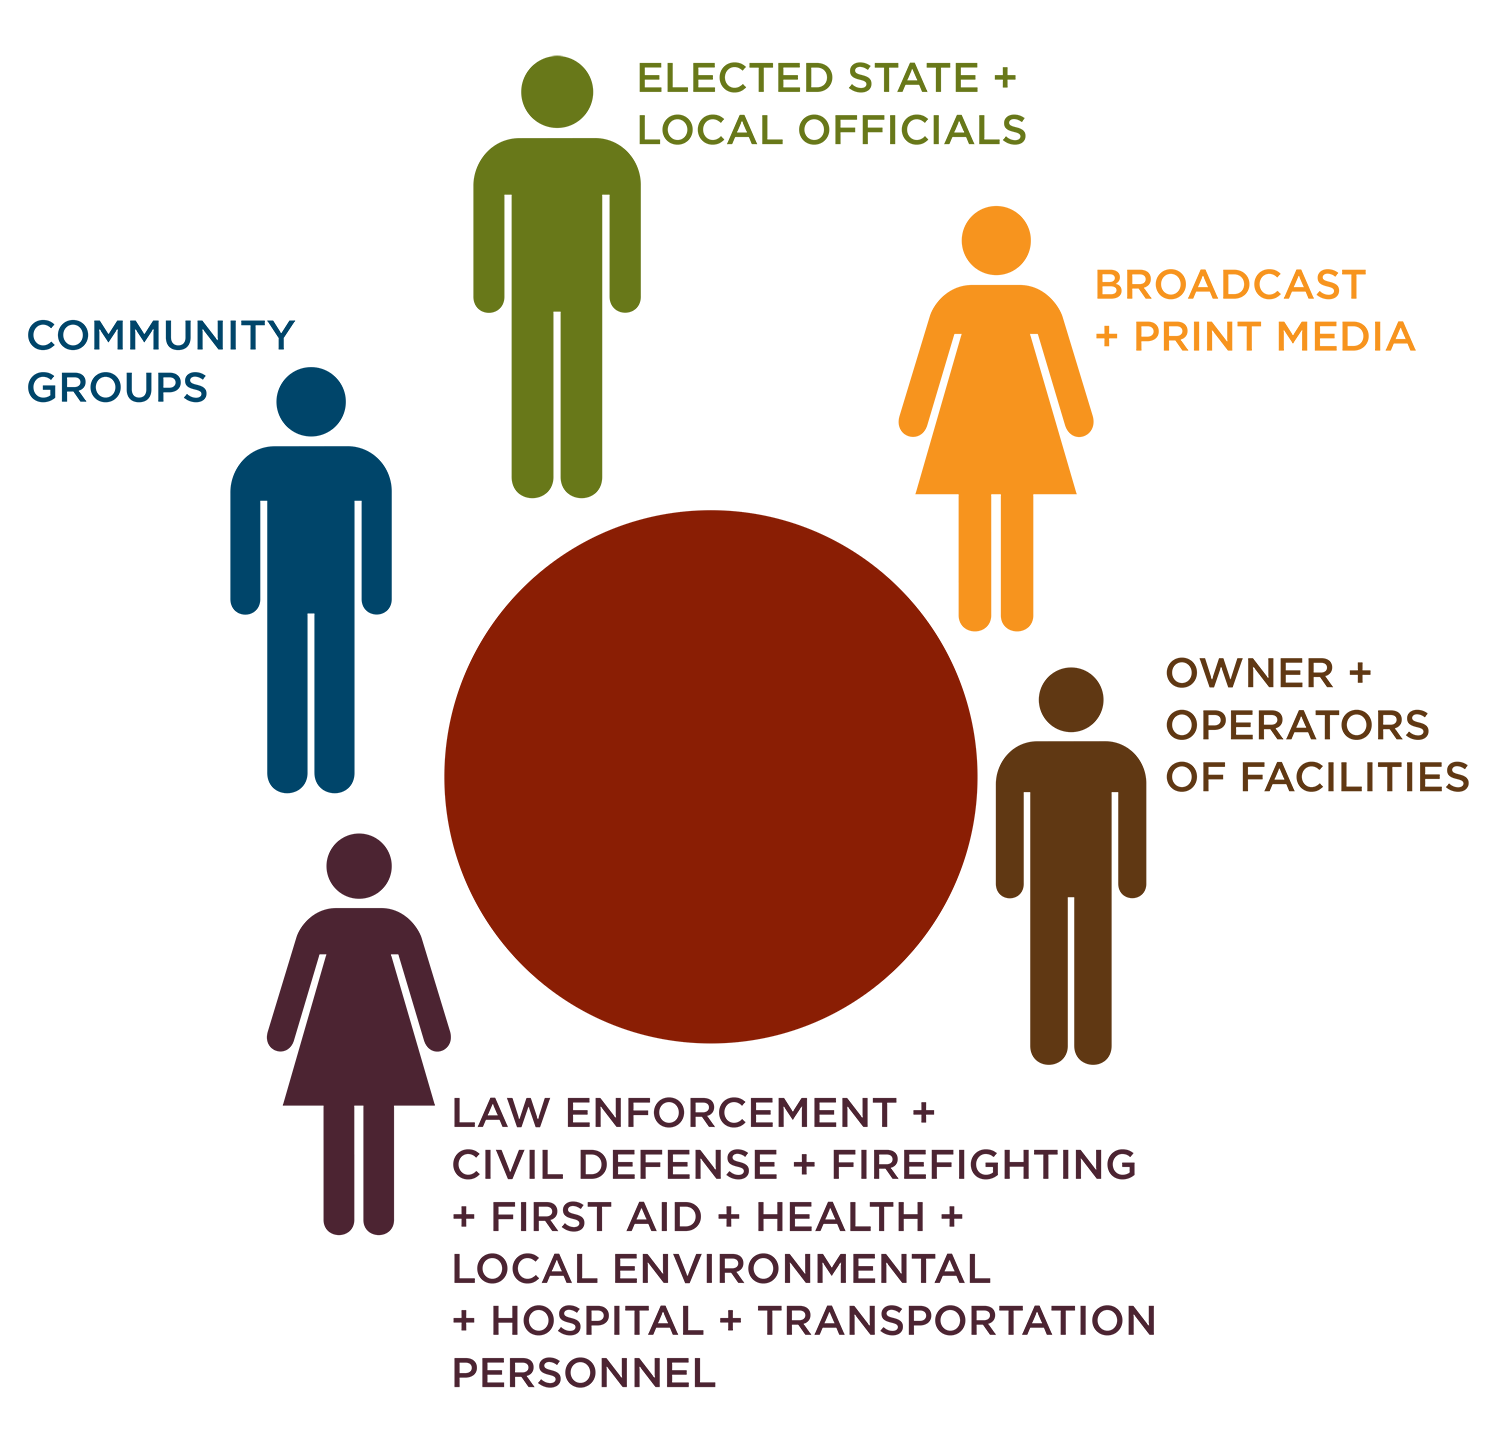 ELECTED STATE +
LOCAL OFFICIALS
BROADCAST
+ PRINT MEDIA
COMMUNITY
GROUPS
OWNER +
OPERATORS
OF FACILITIES
LAW ENFORCEMENT +
CIVIL DEFENSE + FIREFIGHTING
+ FIRST AID + HEALTH +
LOCAL ENVIRONMENTAL
+ HOSPITAL + TRANSPORTATION
PERSONNEL